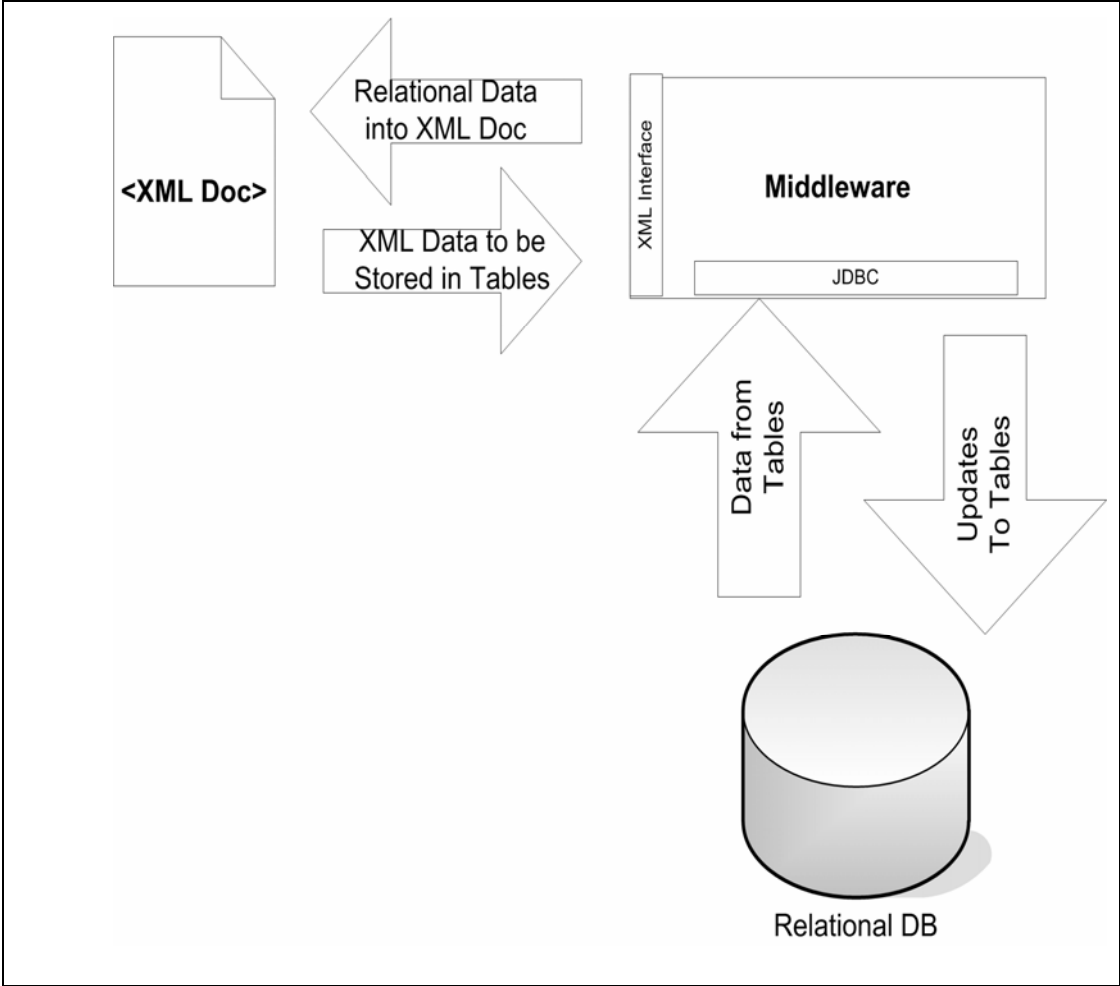 <XML Doc>
Relational Data
into XML Doc
XML Data to be
Stored in Tables
XML Interface
Middleware
JDBC
Data from
Tables
Updates
To Tables
Relational DB